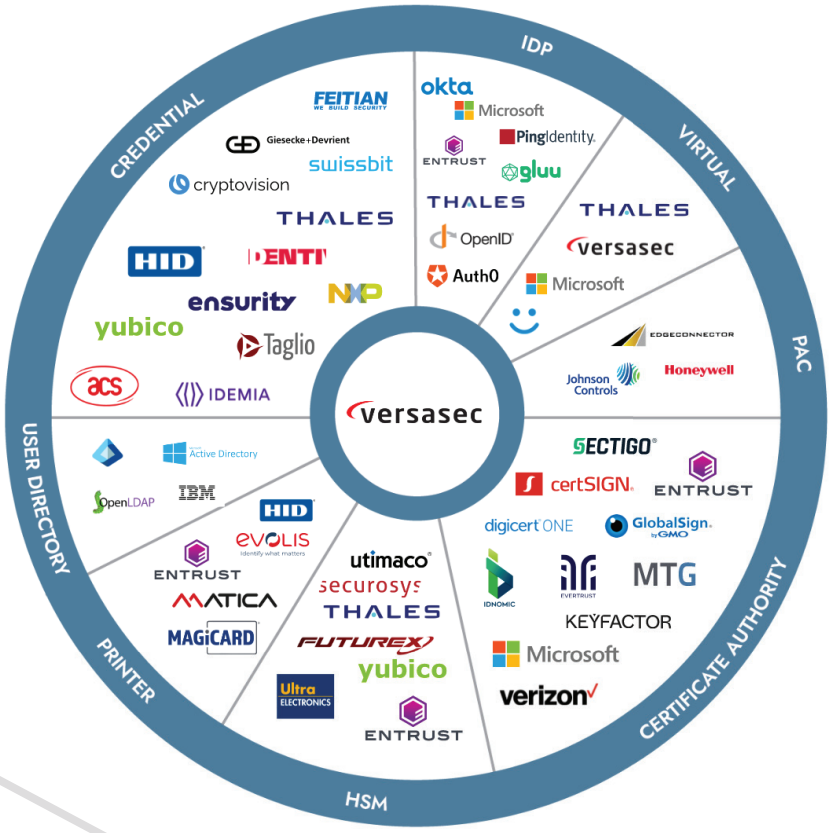 IDP
okta
Microsoft
PingIdentity.
ENTRUST
gluu
THALES
OpenID®
Auth0
VIRTUAL
THALES
versasec
Microsoft
PAC
EDGECONNECTOR
Johnson
Controls
Honeywell
CERTIFICATE AUTHORITY
SECTIGO®
ENTRUST
certSIGN.
digicert ONE
GlobalSign.
by GMO
IDNOMIC
EVERTRUST
MTG
KEYFACTOR
Microsoft
verizon
HSM
utimaco®
securosys
THALES
FUTUREX
yubico
Ultra
ELECTRONICS
ENTRUST
PRINTER
HID
EVOLIS
Identify what matters
ENTRUST
MATICA
MAGiCARD
USER DIRECTORY
Active Directory
OpenLDAP
IBM
CREDENTIAL
FEITIAN
WE BUILD SECURITY
G+D
Giesecke+Devrient
swissbit
cryptovision
THALES
HID
IDENTIV
ensurity
NXP
yubico
Taglio
acs
IDEMIA
versasec